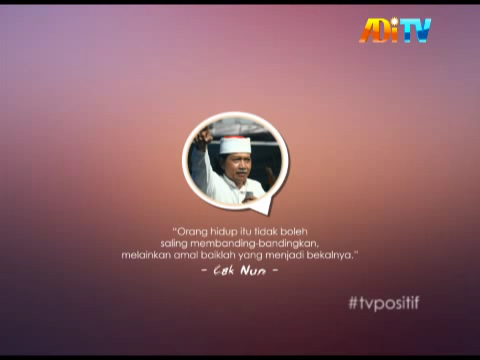 ADiTV
“Orang hidup itu tidak boleh
saling membanding-bandingkan,
melainkan amal baiklah yang menjadi bekalnya.”
- Cak Nun -
#tvpositif